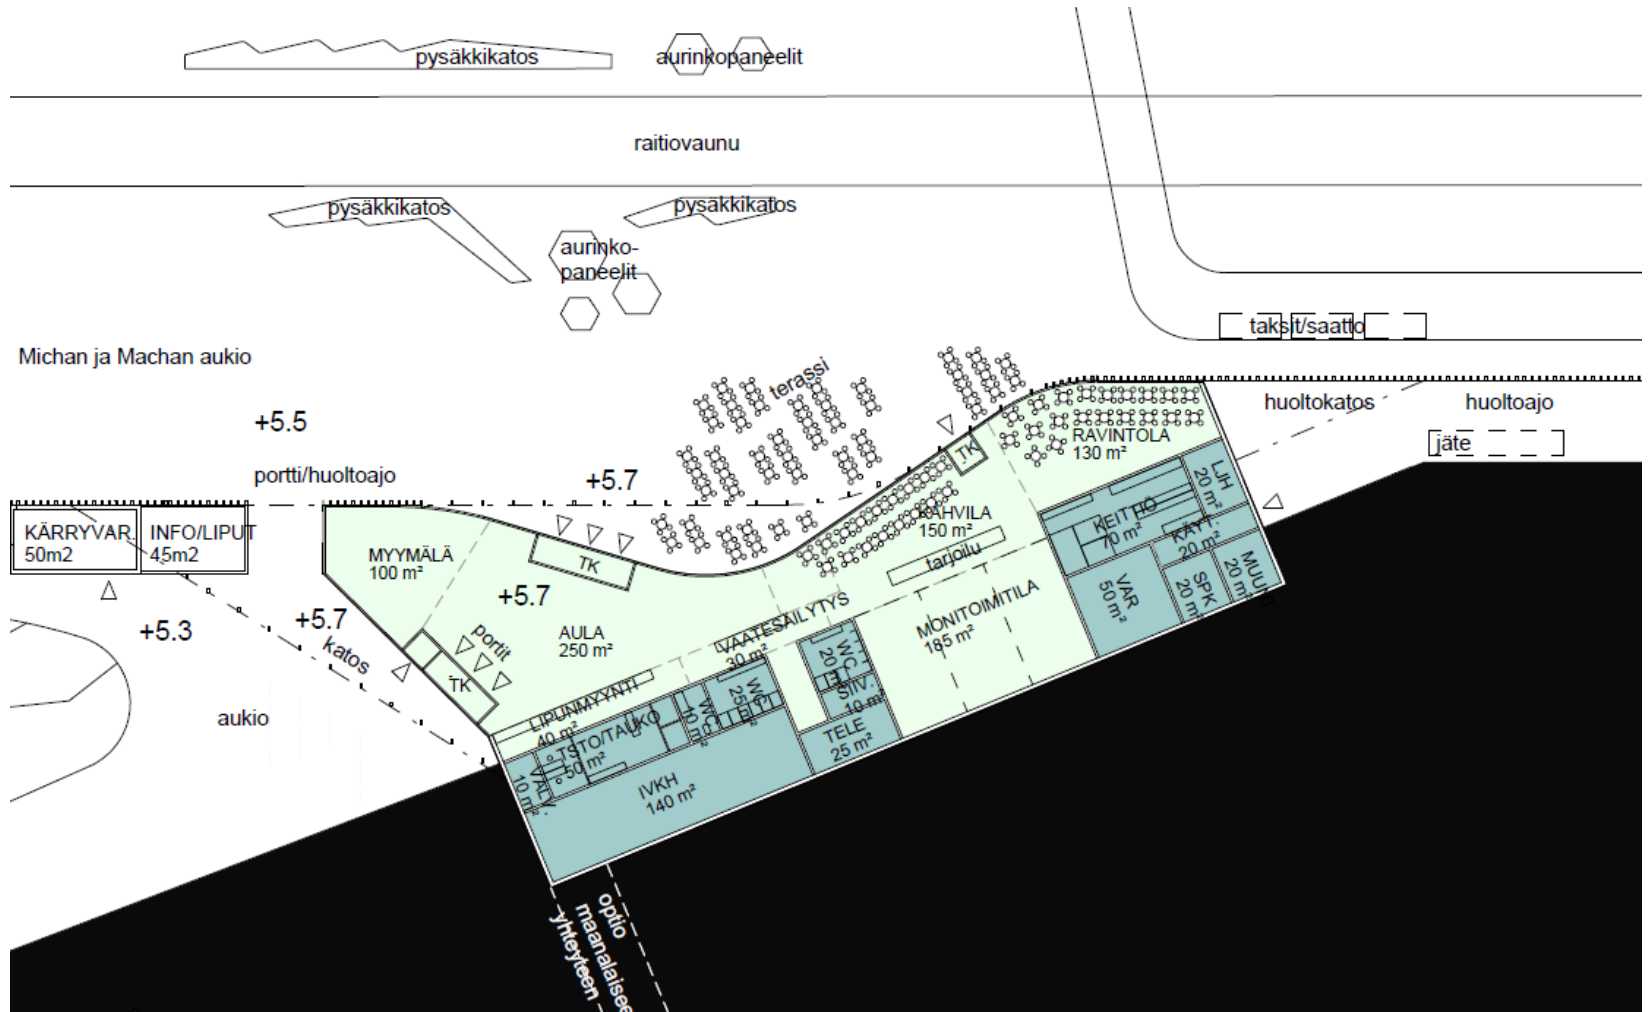 pysäkkikatos
aurinkopaneelit
raitiovaunu
pysäkkikatos
pysäkkikatos
aurinko-
paneelit
taksit/saatto
Michan ja Machan aukio
terassi
huoltokatos
huoltoajo
+5.5
RAVINTOLA
130 m²
jäte
TK
portti/huoltoajo
+5.7
LJH
20 m²
KÄRRYVAR.
50m2
INFO/LIPUT
45m2
KAHVILA
150 m²
KEITTIÖ
70 m²
KÄYT.
20 m²
MYYMÄLÄ
100 m²
TK
tarjoilu
MUUNT.
20 m²
+5.7
VAR
50 m²
SPK
20 m²
+5.3
+5.7
katos
portit
AULA
250 m²
VAATESÄILYTYS
30 m²
MONITOIMITILA
185 m²
WC
20 m²
TK
SIIV.
10 m²
aukio
LIPUNMYYNTI
40 m²
WC
10 m²
WC
25 m²
TSTO/TAUKO
50 m²
TELE
25 m²
VALV.
10 m²
IVKH
140 m²
optio
maanalaisee
yhteyteen